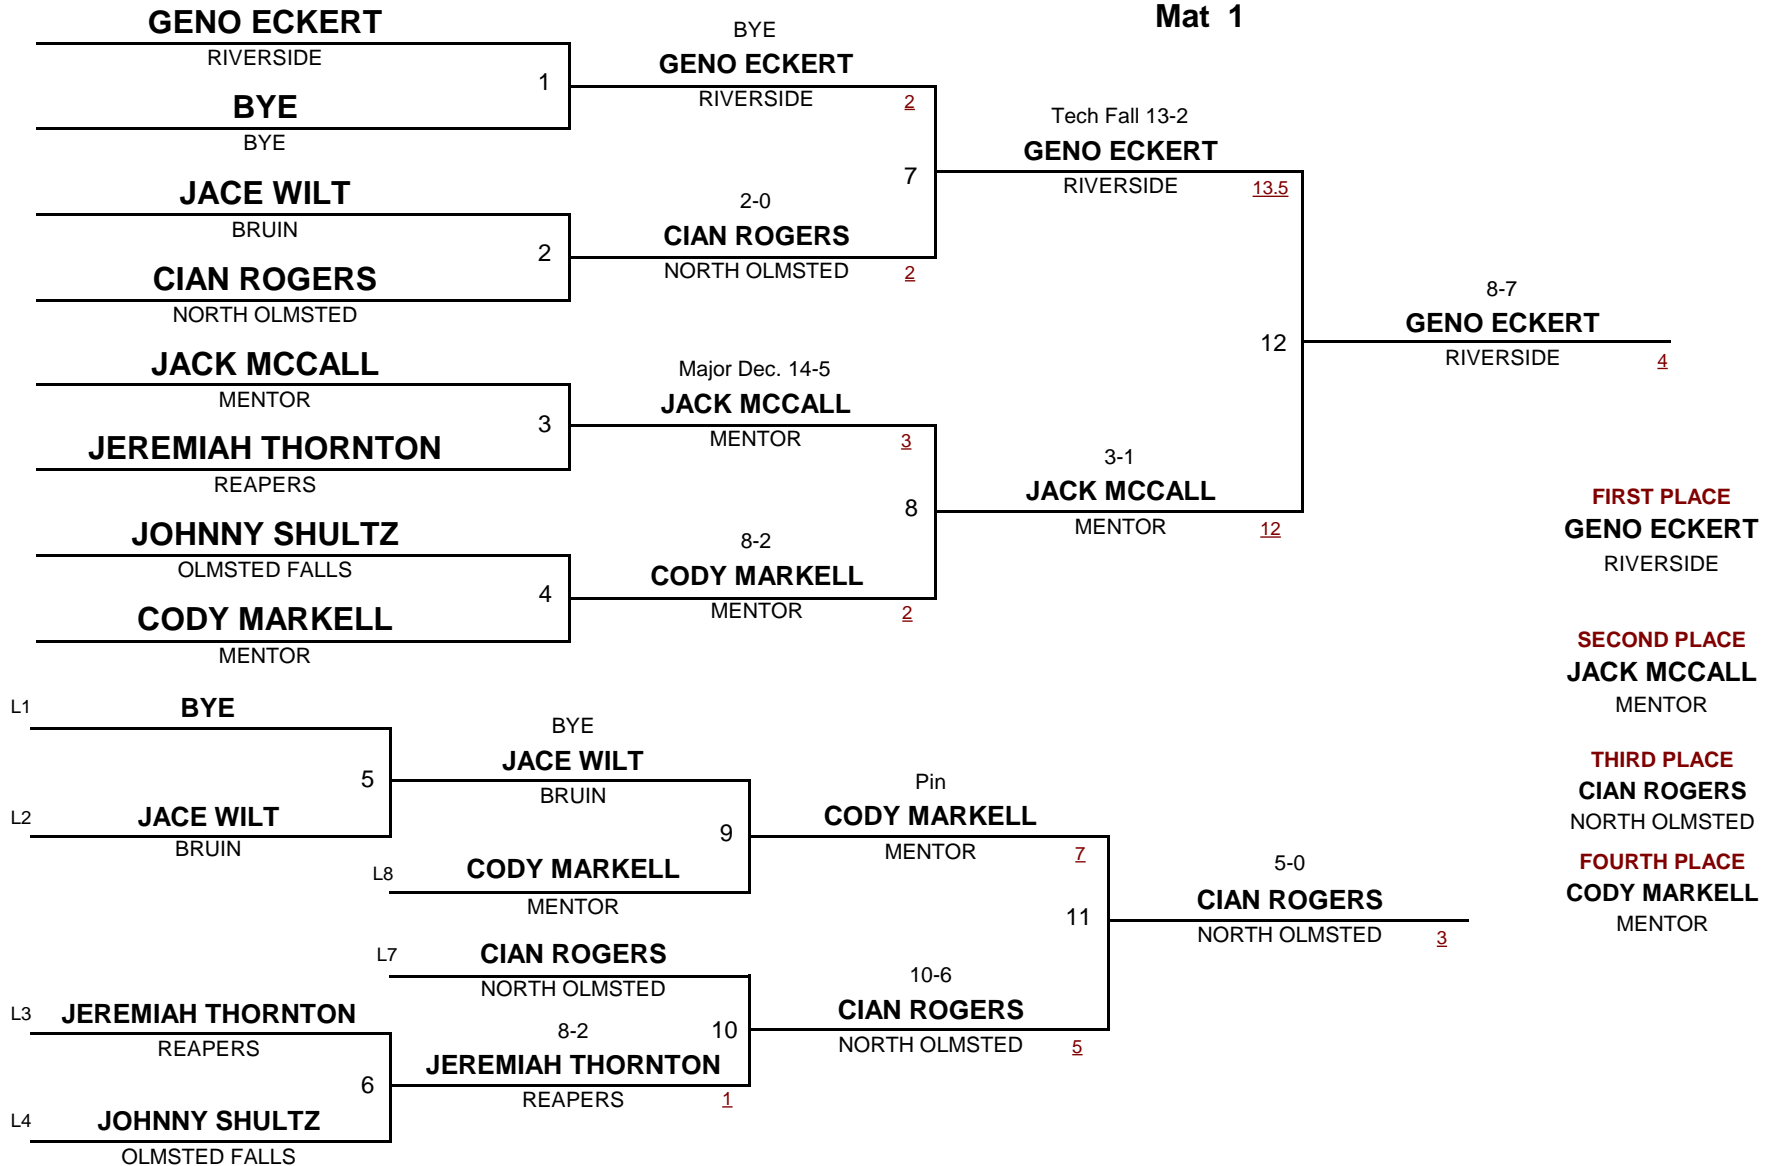 Mat 1
GENO ECKERT
RIVERSIDE
1
BYE
BYE
JACE WILT
BRUIN
2
CIAN ROGERS
NORTH OLMSTED
JACK MCCALL
MENTOR
3
JEREMIAH THORNTON
REAPERS
JOHNNY SHULTZ
OLMSTED FALLS
4
CODY MARKELL
MENTOR
BYE
GENO ECKERT
RIVERSIDE 2
7
2-0
CIAN ROGERS
NORTH OLMSTED 2
Major Dec. 14-5
JACK MCCALL
MENTOR 3
8
8-2
CODY MARKELL
MENTOR 2
Tech Fall 13-2
GENO ECKERT
RIVERSIDE 13.5
12
3-1
JACK MCCALL
MENTOR 12
8-7
GENO ECKERT
RIVERSIDE 4
FIRST PLACE
GENO ECKERT
RIVERSIDE
SECOND PLACE
JACK MCCALL
MENTOR
THIRD PLACE
CIAN ROGERS
NORTH OLMSTED
FOURTH PLACE
CODY MARKELL
MENTOR
L1 BYE
5
L2 JACE WILT
BRUIN
L3 JEREMIAH THORNTON
REAPERS
6
L4 JOHNNY SHULTZ
OLMSTED FALLS
BYE
JACE WILT
BRUIN
9
L8 CODY MARKELL
MENTOR
L7 CIAN ROGERS
NORTH OLMSTED
10
8-2
JEREMIAH THORNTON
REAPERS 1
Pin
CODY MARKELL
MENTOR 7
11
10-6
CIAN ROGERS
NORTH OLMSTED 5
5-0
CIAN ROGERS
NORTH OLMSTED 3